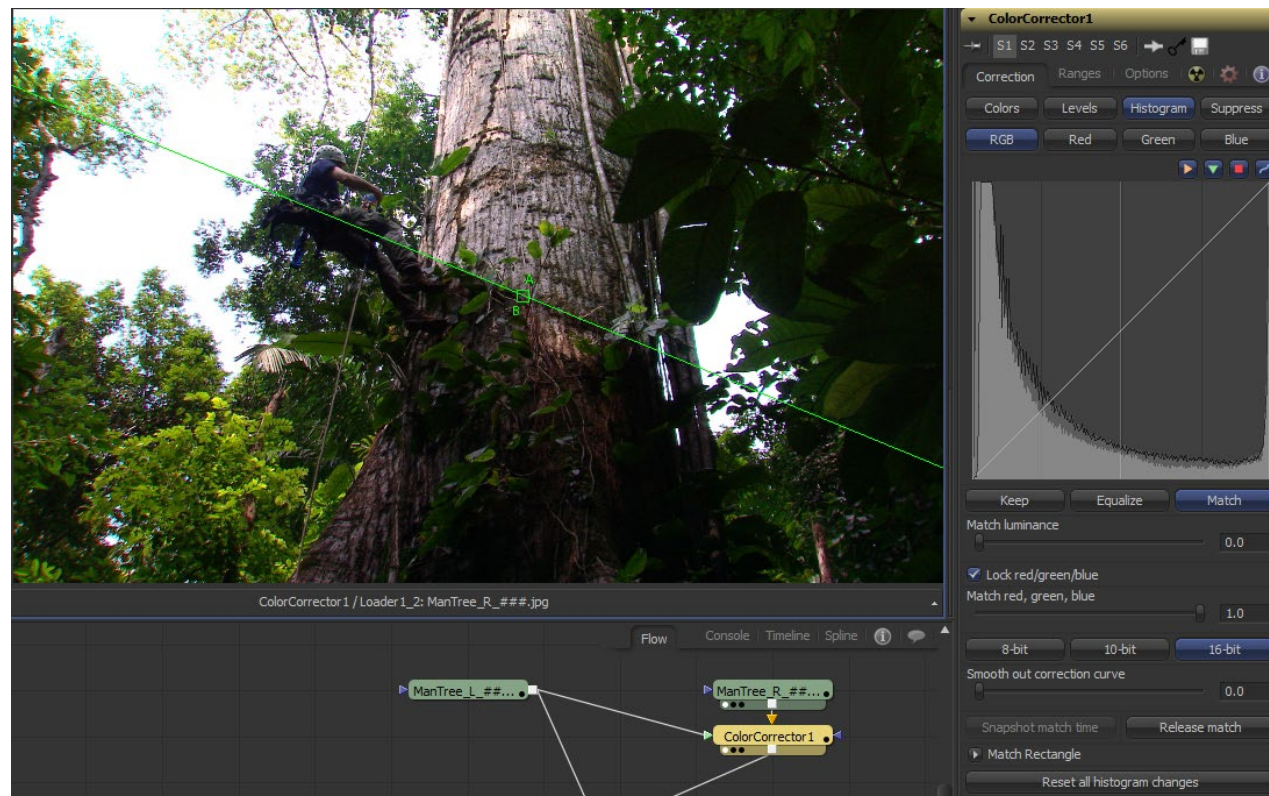 ColorCorrector1
S1 S2 S3 S4 S5 S6
Correction Ranges Options
Colors Levels Histogram Suppress
RGB Red Green Blue
A
B
Keep Equalize Match
Match luminance
0.0
Lock red/green/blue
Match red, green, blue
1.0
8-bit 10-bit 16-bit
Smooth out correction curve
0.0
Snapshot match time Release match
Match Rectangle
Reset all histogram changes
ColorCorrector1 / Loader1_2: ManTree_R_###.jpg
Flow Console Timeline Spline
ManTree_L_##... ManTree_R_##...
ColorCorrector1